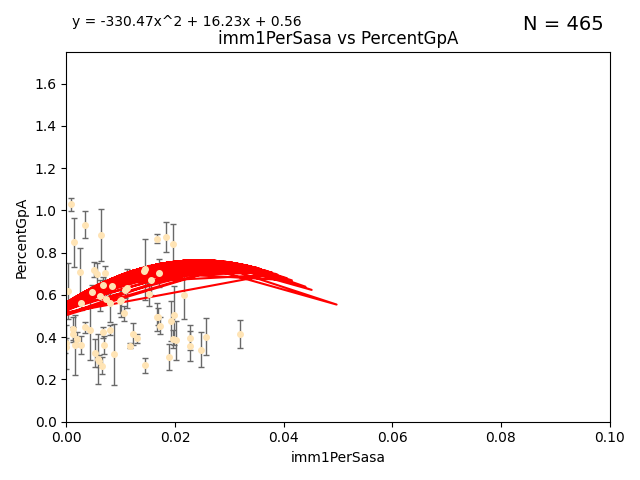 y = -330.47x^2 + 16.23x + 0.56
N = 465
imm1PerSasa vs PercentGpA
PercentGpA
1.6
1.4
1.2
1.0
0.8
0.6
0.4
0.2
0.0
0.00 0.02 0.04 0.06 0.08 0.10
imm1PerSasa